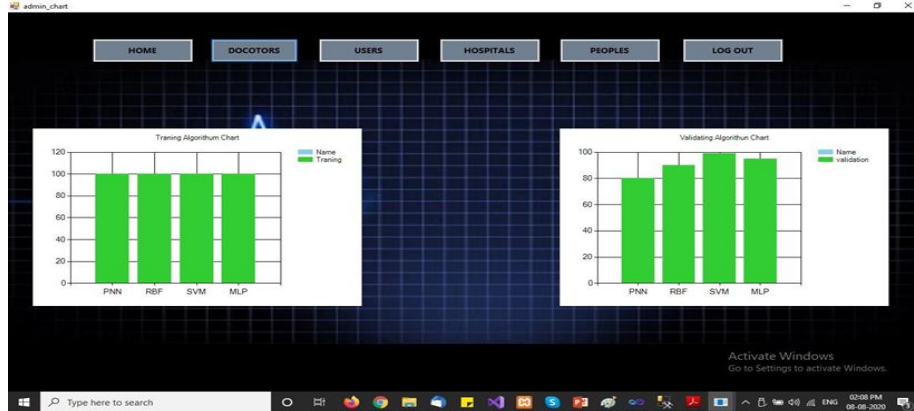 admin_chart
HOME DOCOTORS USERS HOSPITALS PEOPLES LOG OUT
Traning Algorithum Chart
Name
Traning
120
100
80
60
40
20
0
PNN RBF SVM MLP
Validating Algorithun Chart
Name
validation
100
80
60
40
20
0
PNN RBF SVM MLP
Activate Windows
Go to Settings to activate Windows.
Type here to search
ENG
02:08 PM
08-08-2020